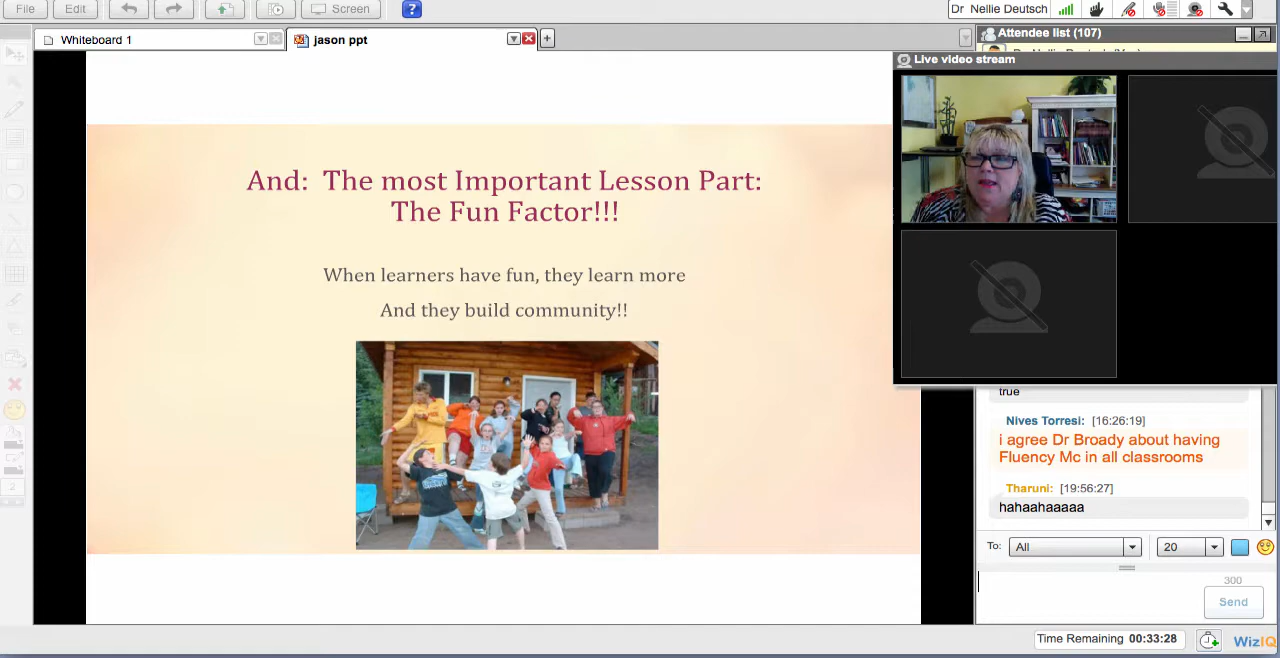 File
Edit
Screen
?
Dr Nellie Deutsch
Whiteboard 1
jason ppt
+
Attendee list (107)
Live video stream
And: The most Important Lesson Part:
The Fun Factor!!!
When learners have fun, they learn more
And they build community!!
true
Nives Torresi: [16:26:19]
i agree Dr Broady about having
Fluency Mc in all classrooms
Tharuni: [19:56:27]
hahaahaaaaa
To: All
20
300
Send
2
Time Remaining 00:33:28
WizIQ